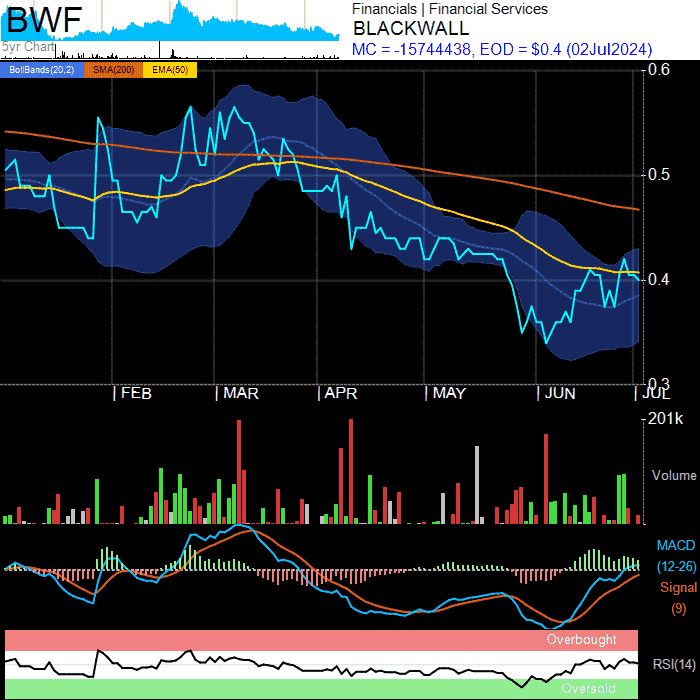 BWF
5yr Chart
Financials | Financial Services
BLACKWALL
MC = -15744438, EOD = $0.4 (02Jul2024)
BollBands(20,2) SMA(200) EMA(50)
0.6
0.5
0.4
0.3
FEB MAR APR MAY JUN JUL
201k
Volume
MACD
(12-26)
Signal
(9)
Overbought
RSI(14)
Oversold